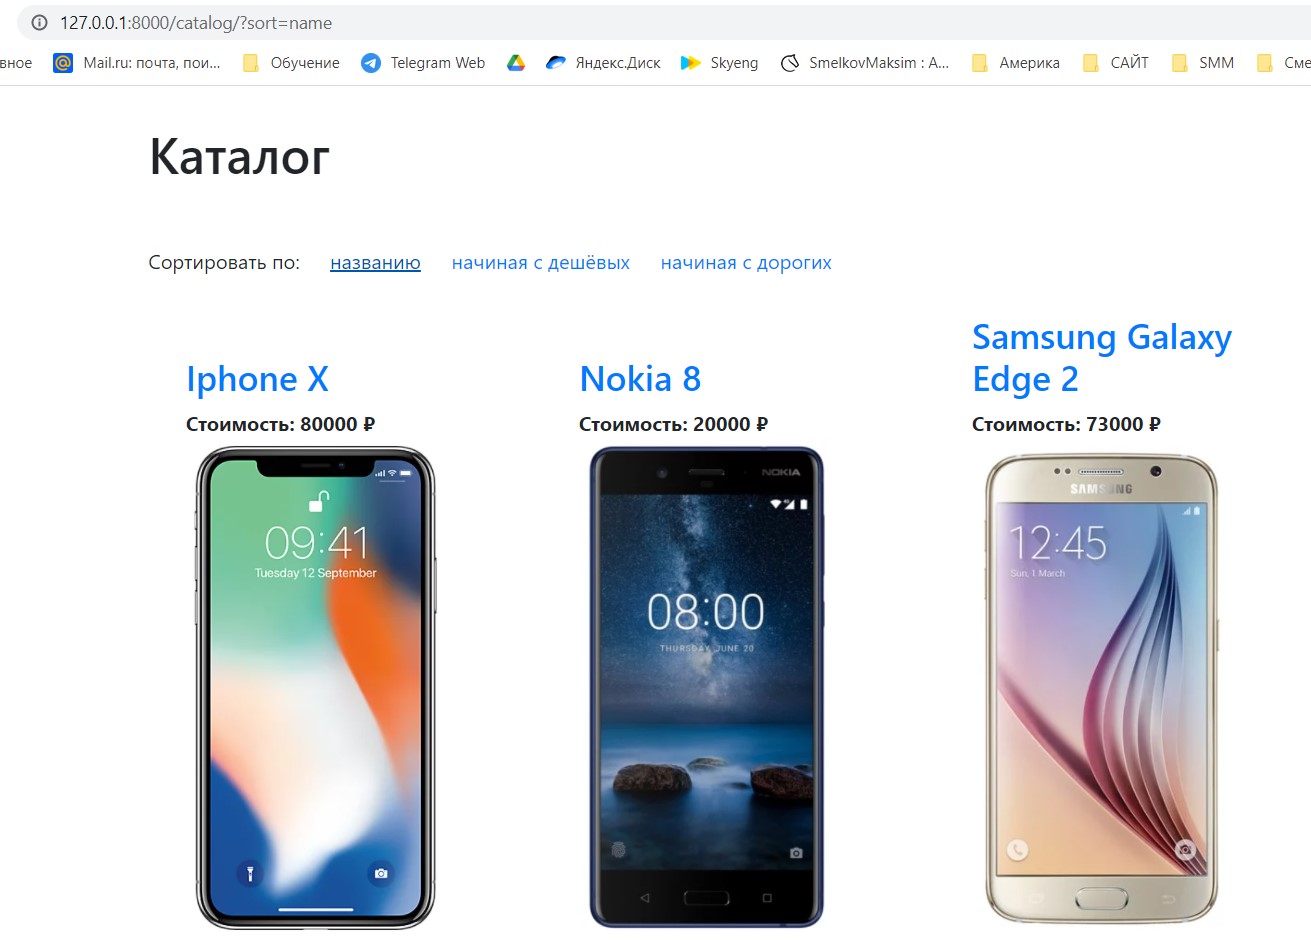 127.0.0.1:8000/catalog/?sort=name
вное Mail.ru: почта, пои... Обучение Telegram Web Яндекс.Диск Skyeng SmelkovMaksim : A... Америка САЙТ SMM Сме
Каталог
Сортировать по: названию начиная с дешёвых начиная с дорогих
Iphone X
Стоимость: 80000 ₽
09:41
Tuesday 12 September
Nokia 8
Стоимость: 20000 ₽
NOKIA
08:00
THURSDAY, JUNE 20
Samsung Galaxy
Edge 2
Стоимость: 73000 ₽
SAMSUNG
12:45
Sun, 1 March